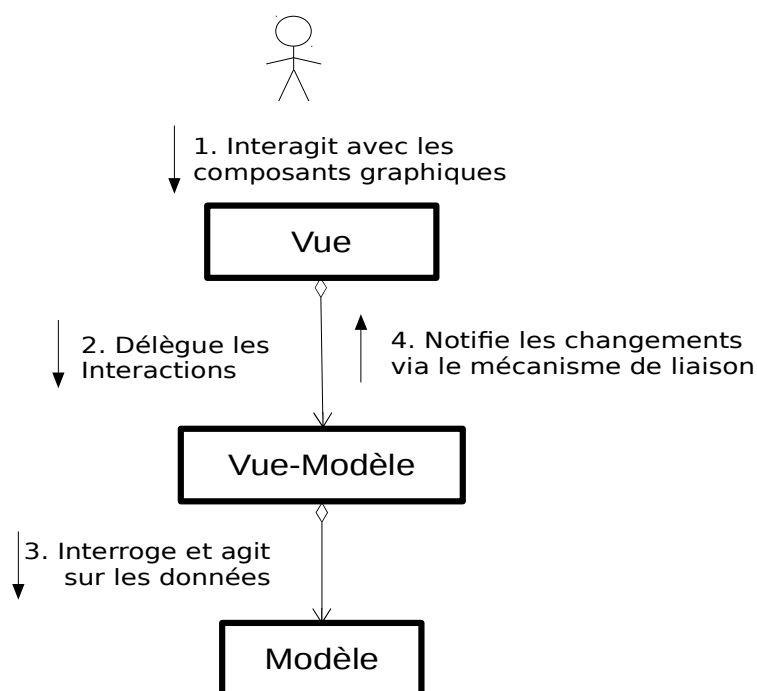 1. Interagit avec les
composants graphiques
Vue
2. Délègue les
Interactions
4. Notifie les changements
via le mécanisme de liaison
Vue-Modèle
3. Interroge et agit
sur les données
Modèle